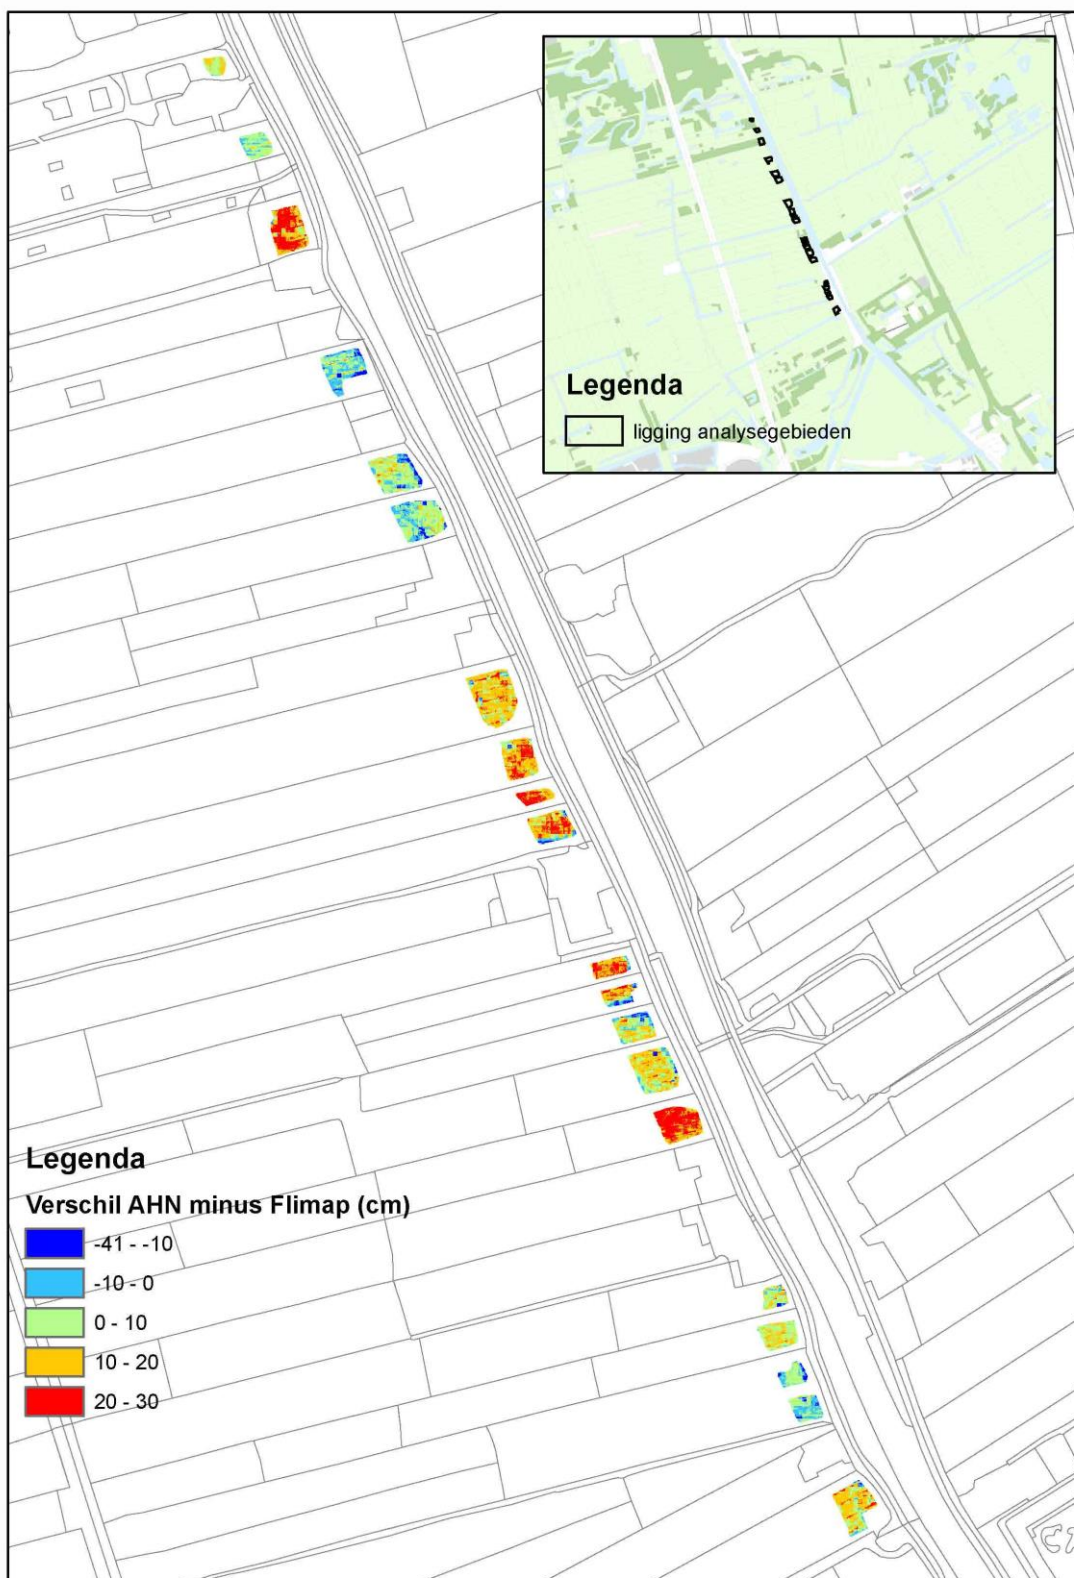 Legenda
ligging analysegebieden
Legenda
Verschil AHN minus Flimap (cm)
-41 - -10
-10 - 0
0 - 10
10 - 20
20 - 30